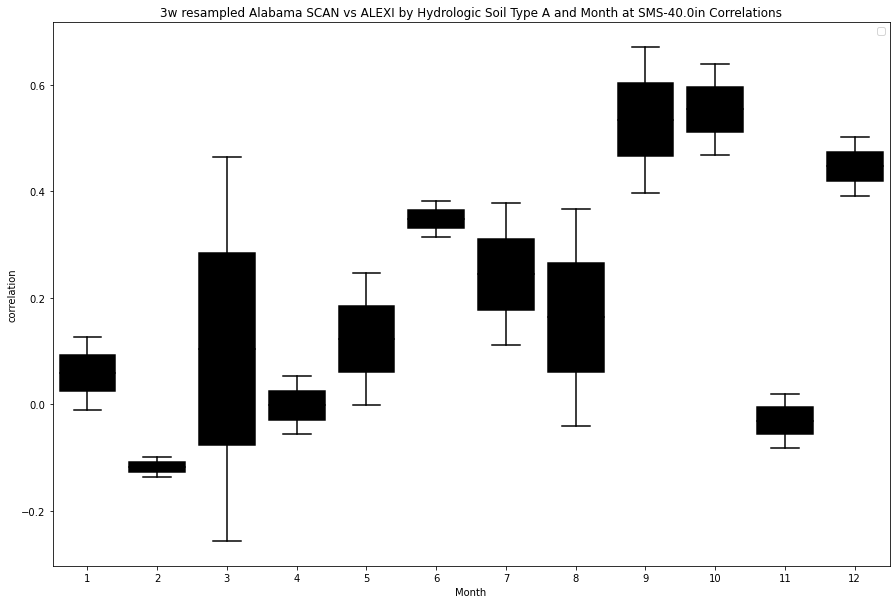 3w resampled Alabama SCAN vs ALEXI by Hydrologic Soil Type A and Month at SMS-40.0in Correlations
0.6
0.4
0.2
0.0
−0.2
correlation
1 2 3 4 5 6 7 8 9 10 11 12
Month